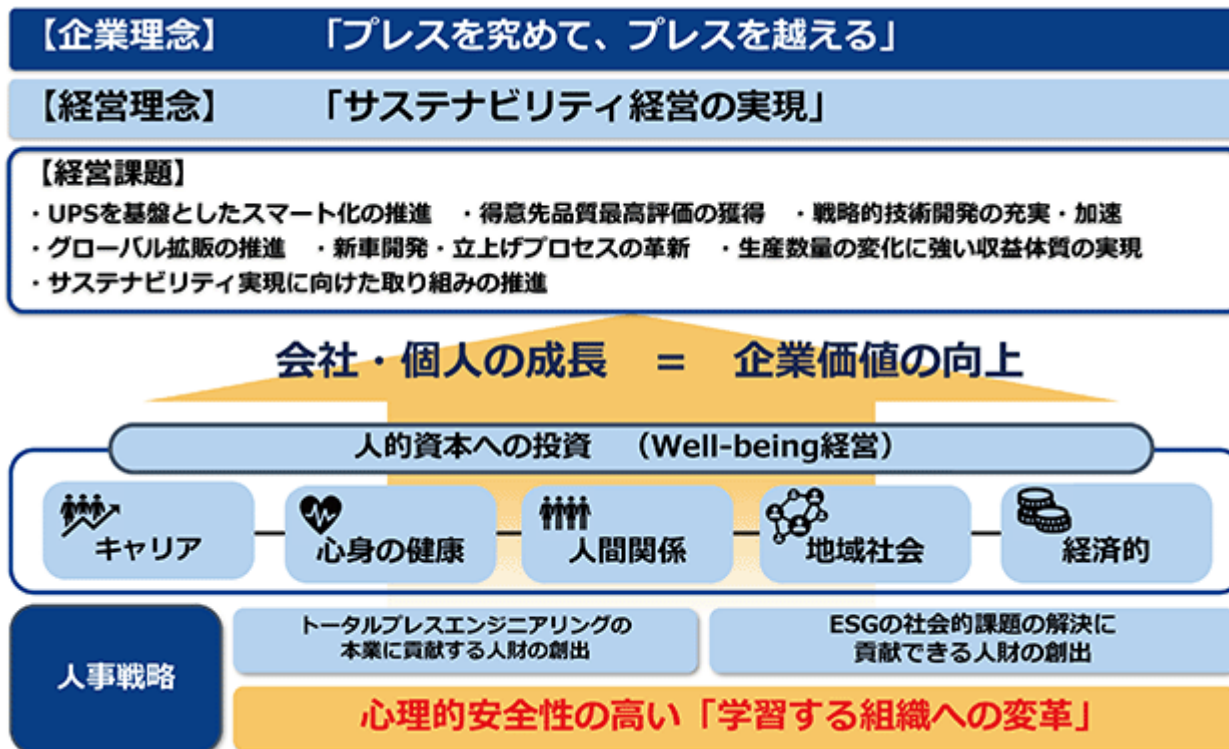 【企業理念】 「プレスを究めて、プレスを越える」
【経営理念】 「サステナビリティ経営の実現」
【経営課題】
・UPSを基盤としたスマート化の推進 ・得意先品質最高評価の獲得 ・戦略的技術開発の充実・加速
・グローバル拡販の推進 ・新車開発・立上げプロセスの革新 ・生産数量の変化に強い収益体質の実現
・サステナビリティ実現に向けた取り組みの推進
会社・個人の成長 = 企業価値の向上
人的資本への投資 （Well-being経営）
キャリア
心身の健康
人間関係
地域社会
経済的
人事戦略
トータルプレスエンジニアリングの
本業に貢献する人財の創出
ESGの社会的課題の解決に
貢献できる人財の創出
心理的安全性の高い「学習する組織への変革」